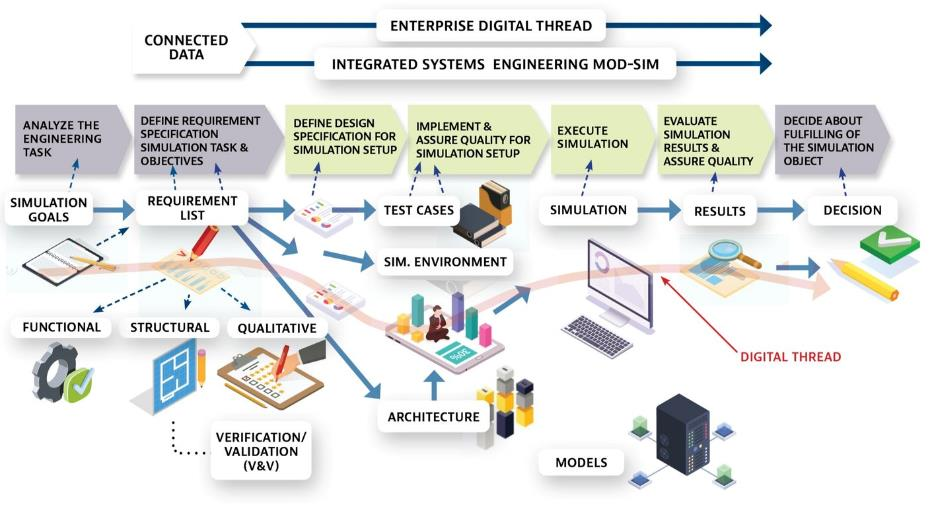 CONNECTED
DATA
ENTERPRISE DIGITAL THREAD
INTEGRATED SYSTEMS ENGINEERING MOD-SIM
ANALYZE THE
ENGINEERING
TASK
DEFINE REQUIREMENT
SPECIFICATION
SIMULATION TASK &
OBJECTIVES
DEFINE DESIGN
SPECIFICATION FOR
SIMULATION SETUP
IMPLEMENT &
ASSURE QUALITY FOR
SIMULATION SETUP
EXECUTE
SIMULATION
EVALUATE
SIMULATION
RESULTS &
ASSURE QUALITY
DECIDE ABOUT
FULFILLING OF
THE SIMULATION
OBJECT
SIMULATION
GOALS
REQUIREMENT
LIST
TEST CASES
SIMULATION
RESULTS
DECISION
SIM. ENVIRONMENT
FUNCTIONAL
STRUCTURAL
QUALITATIVE
30%
DIGITAL THREAD
ARCHITECTURE
VERIFICATION/
VALIDATION
(V&V)
MODELS